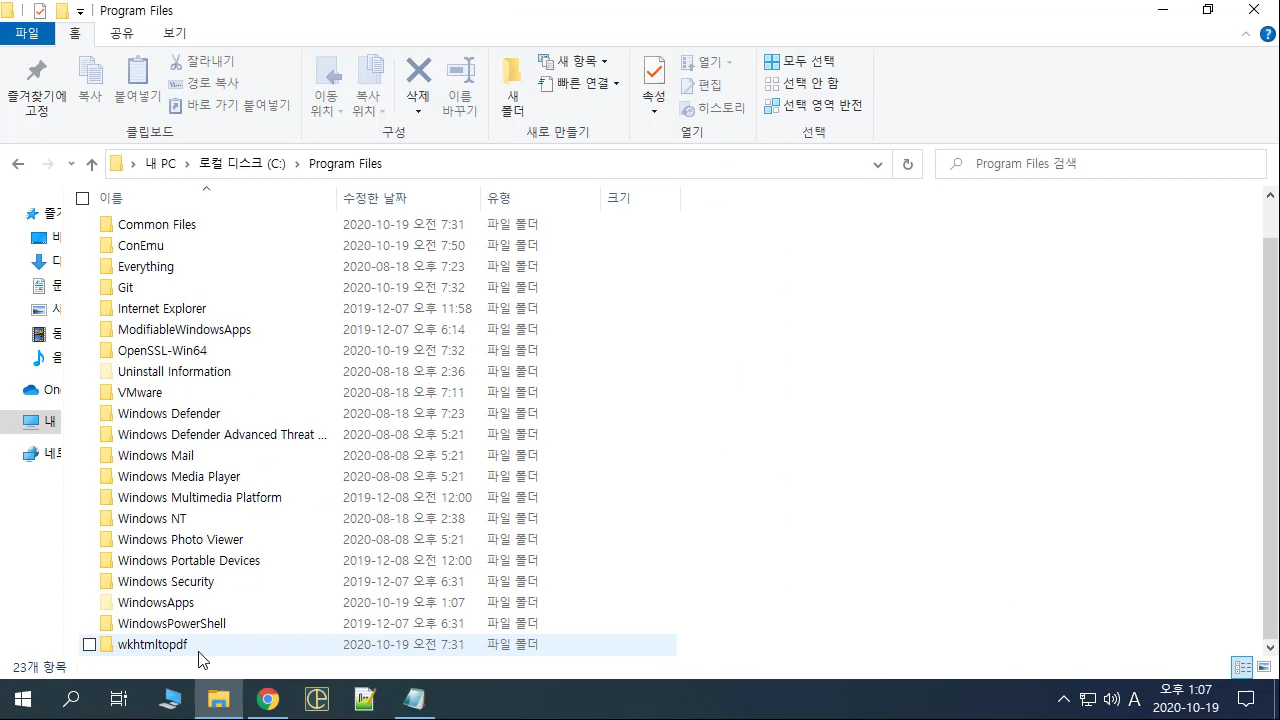 Program Files
파일 홈 공유 보기
즐겨찾기에 고정
복사
붙여넣기
잘라내기
경로 복사
바로 가기 붙여넣기
클립보드
이동 위치
복사 위치
삭제
이름 바꾸기
구성
새 폴더
새 항목
빠른 연결
새로 만들기
속성
열기
편집
히스토리
열기
모두 선택
선택 안 함
선택 영역 반전
선택
내 PC > 로컬 디스크 (C:) > Program Files
Program Files 검색
이름 수정한 날짜 유형 크기
Common Files 2020-10-19 오전 7:31 파일 폴더
ConEmu 2020-10-19 오전 7:50 파일 폴더
Everything 2020-08-18 오후 7:23 파일 폴더
Git 2020-10-19 오전 7:32 파일 폴더
Internet Explorer 2019-12-07 오후 11:58 파일 폴더
ModifiableWindowsApps 2019-12-07 오후 6:14 파일 폴더
OpenSSL-Win64 2020-10-19 오전 7:32 파일 폴더
Uninstall Information 2020-08-18 오후 2:36 파일 폴더
VMware 2020-08-18 오후 7:11 파일 폴더
Windows Defender 2020-08-18 오후 7:23 파일 폴더
Windows Defender Advanced Threat ... 2020-08-08 오후 5:21 파일 폴더
Windows Mail 2020-08-08 오후 5:21 파일 폴더
Windows Media Player 2020-08-08 오후 5:21 파일 폴더
Windows Multimedia Platform 2019-12-08 오전 12:00 파일 폴더
Windows NT 2020-08-18 오후 2:38 파일 폴더
Windows Photo Viewer 2020-08-08 오후 5:21 파일 폴더
Windows Portable Devices 2019-12-08 오전 12:00 파일 폴더
Windows Security 2019-12-07 오후 6:31 파일 폴더
WindowsApps 2020-10-19 오후 1:07 파일 폴더
WindowsPowerShell 2019-12-07 오후 6:31 파일 폴더
wkhtmltopdf 2020-10-19 오전 7:31 파일 폴더
내
23개 항목
A
오후 1:07
2020-10-19